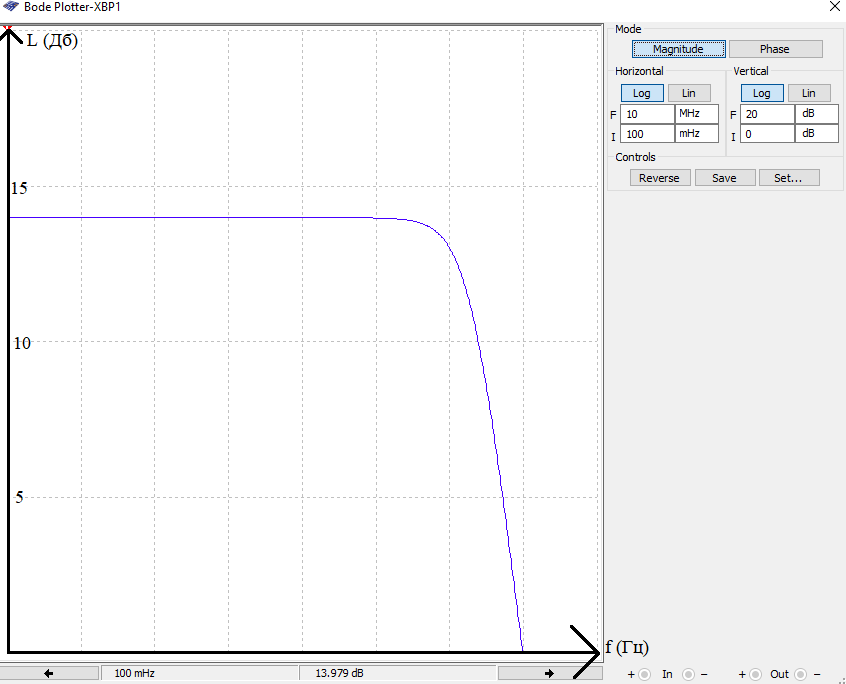 Bode Plotter-XBP1
L (Дб)
15
10
5
f (Гц)
Mode
Magnitude Phase
Horizontal Vertical
Log Lin Log Lin
F 10 MHz F 20 dB
I 100 mHz I 0 dB
Controls
Reverse Save Set...
100 mHz 13.979 dB
+ In − + Out −